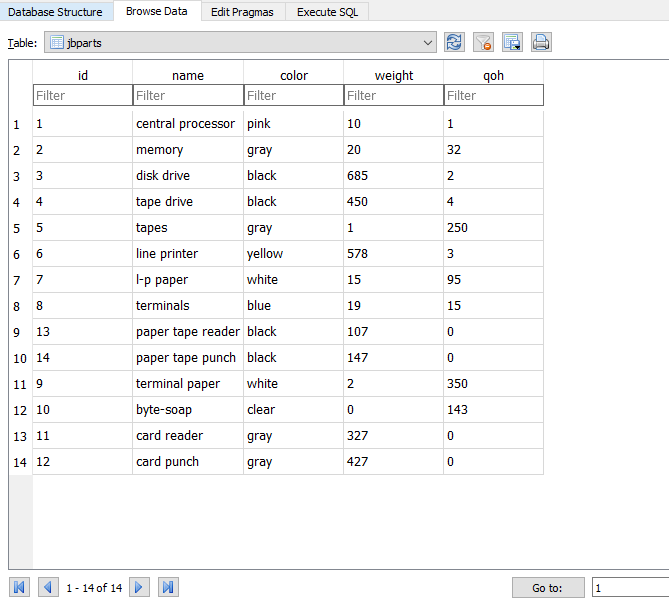 Database Structure Browse Data Edit Pragmas Execute SQL
Table: jbparts
id name color weight qoh
Filter Filter Filter Filter Filter
1 1 central processor pink 10 1
2 2 memory gray 20 32
3 3 disk drive black 685 2
4 4 tape drive black 450 4
5 5 tapes gray 1 250
6 6 line printer yellow 578 3
7 7 l-p paper white 15 95
8 8 terminals blue 19 15
9 13 paper tape reader black 107 0
10 14 paper tape punch black 147 0
11 9 terminal paper white 2 350
12 10 byte-soap clear 0 143
13 11 card reader gray 327 0
14 12 card punch gray 427 0
1 - 14 of 14 Go to: 1